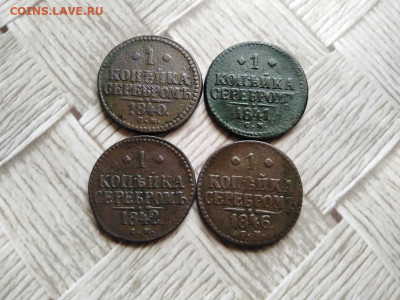 COINS.LAVE.RU
1
КОПѢЙКА
СЕРЕБРОМЪ
1840.
С.М.
1
КОПѢЙКА
СЕРЕБРОМЪ
1841.
1
КОПѢЙКА
СЕРЕБРОМЪ
1842
С.М.
1
КОПѢЙКА
СЕРЕБРОМЪ